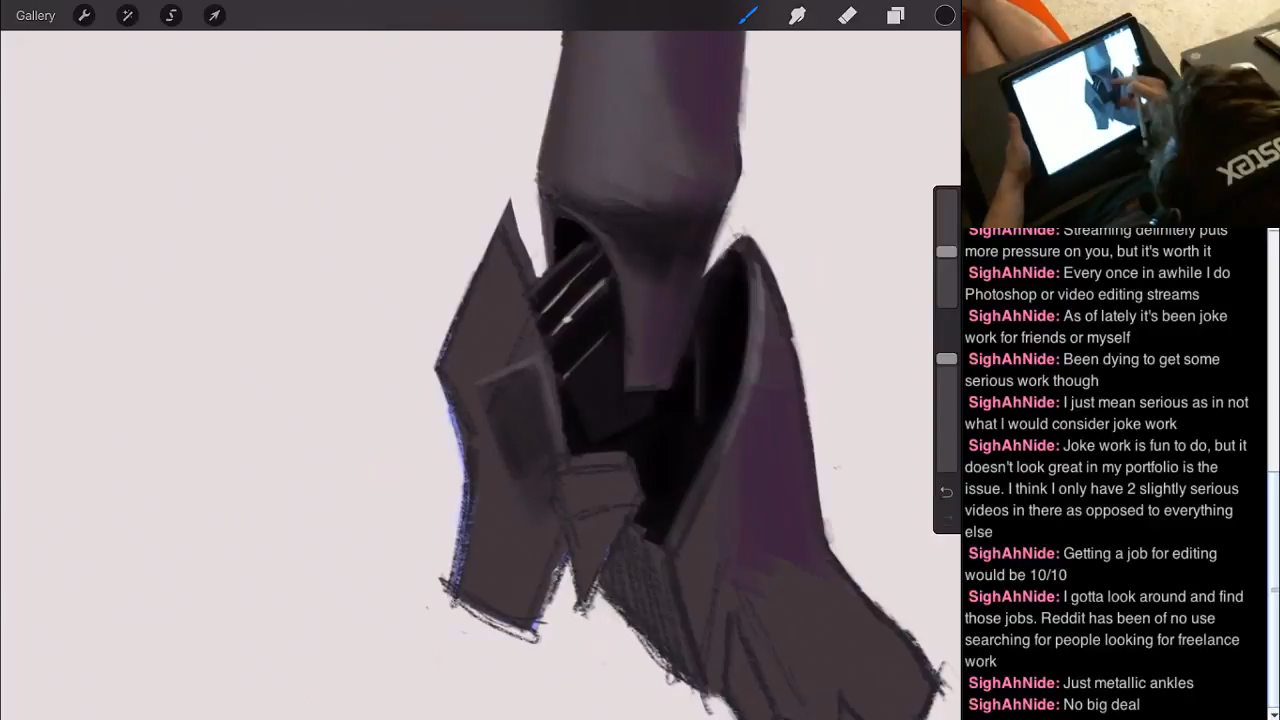 Gallery
SighAhNide: Streaming definitely puts
more pressure on you, but it's worth it
SighAhNide: Every once in awhile I do
Photoshop or video editing streams
SighAhNide: As of lately it's been joke
work for friends or myself
SighAhNide: Been dying to get some
serious work though
SighAhNide: I just mean serious as in not
what I would consider joke work
SighAhNide: Joke work is fun to do, but it
doesn't look great in my portfolio is the
issue. I think I only have 2 slightly serious
videos in there as opposed to everything
else
SighAhNide: Getting a job for editing
would be 10/10
SighAhNide: I gotta look around and find
those jobs. Reddit has been of no use
searching for people looking for freelance
work
SighAhNide: Just metallic ankles
SighAhNide: No big deal